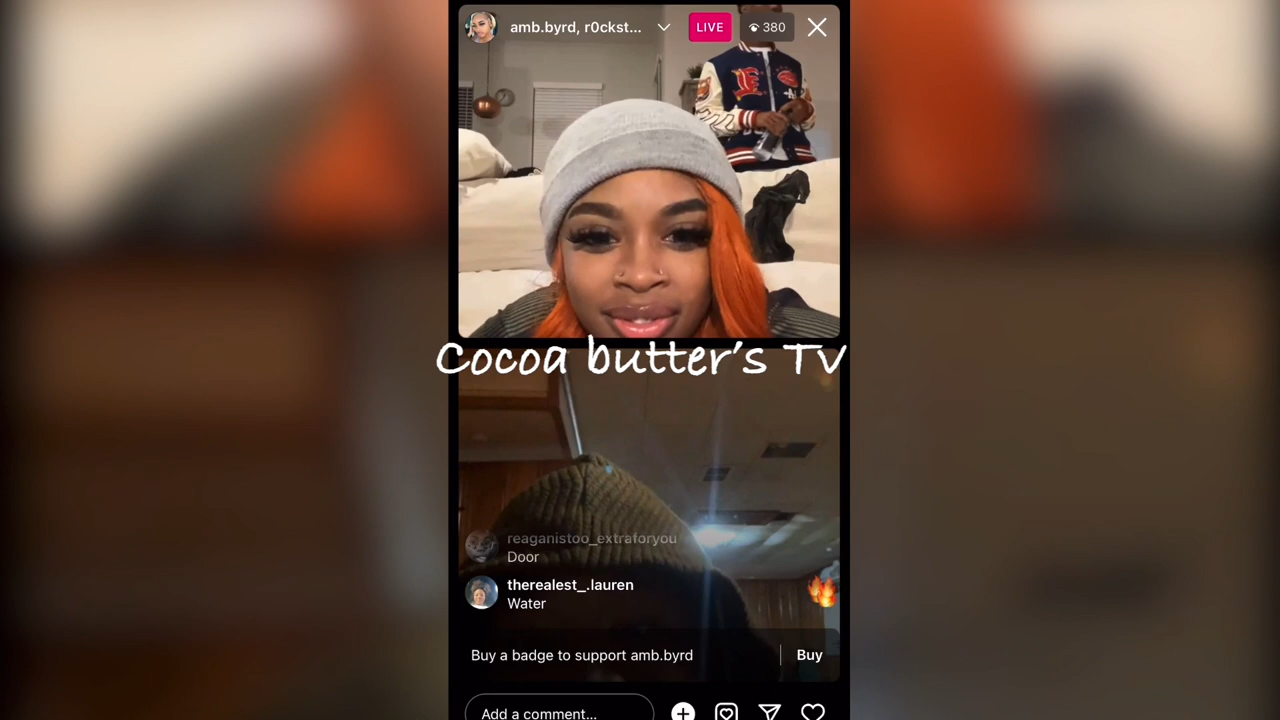 amb.byrd, r0ckst...
LIVE
380
Cocoa butter's Tv
reaganistoo_extraforyou
Door
therealest_.lauren
Water
Buy a badge to support amb.byrd
Buy
Add a comment...